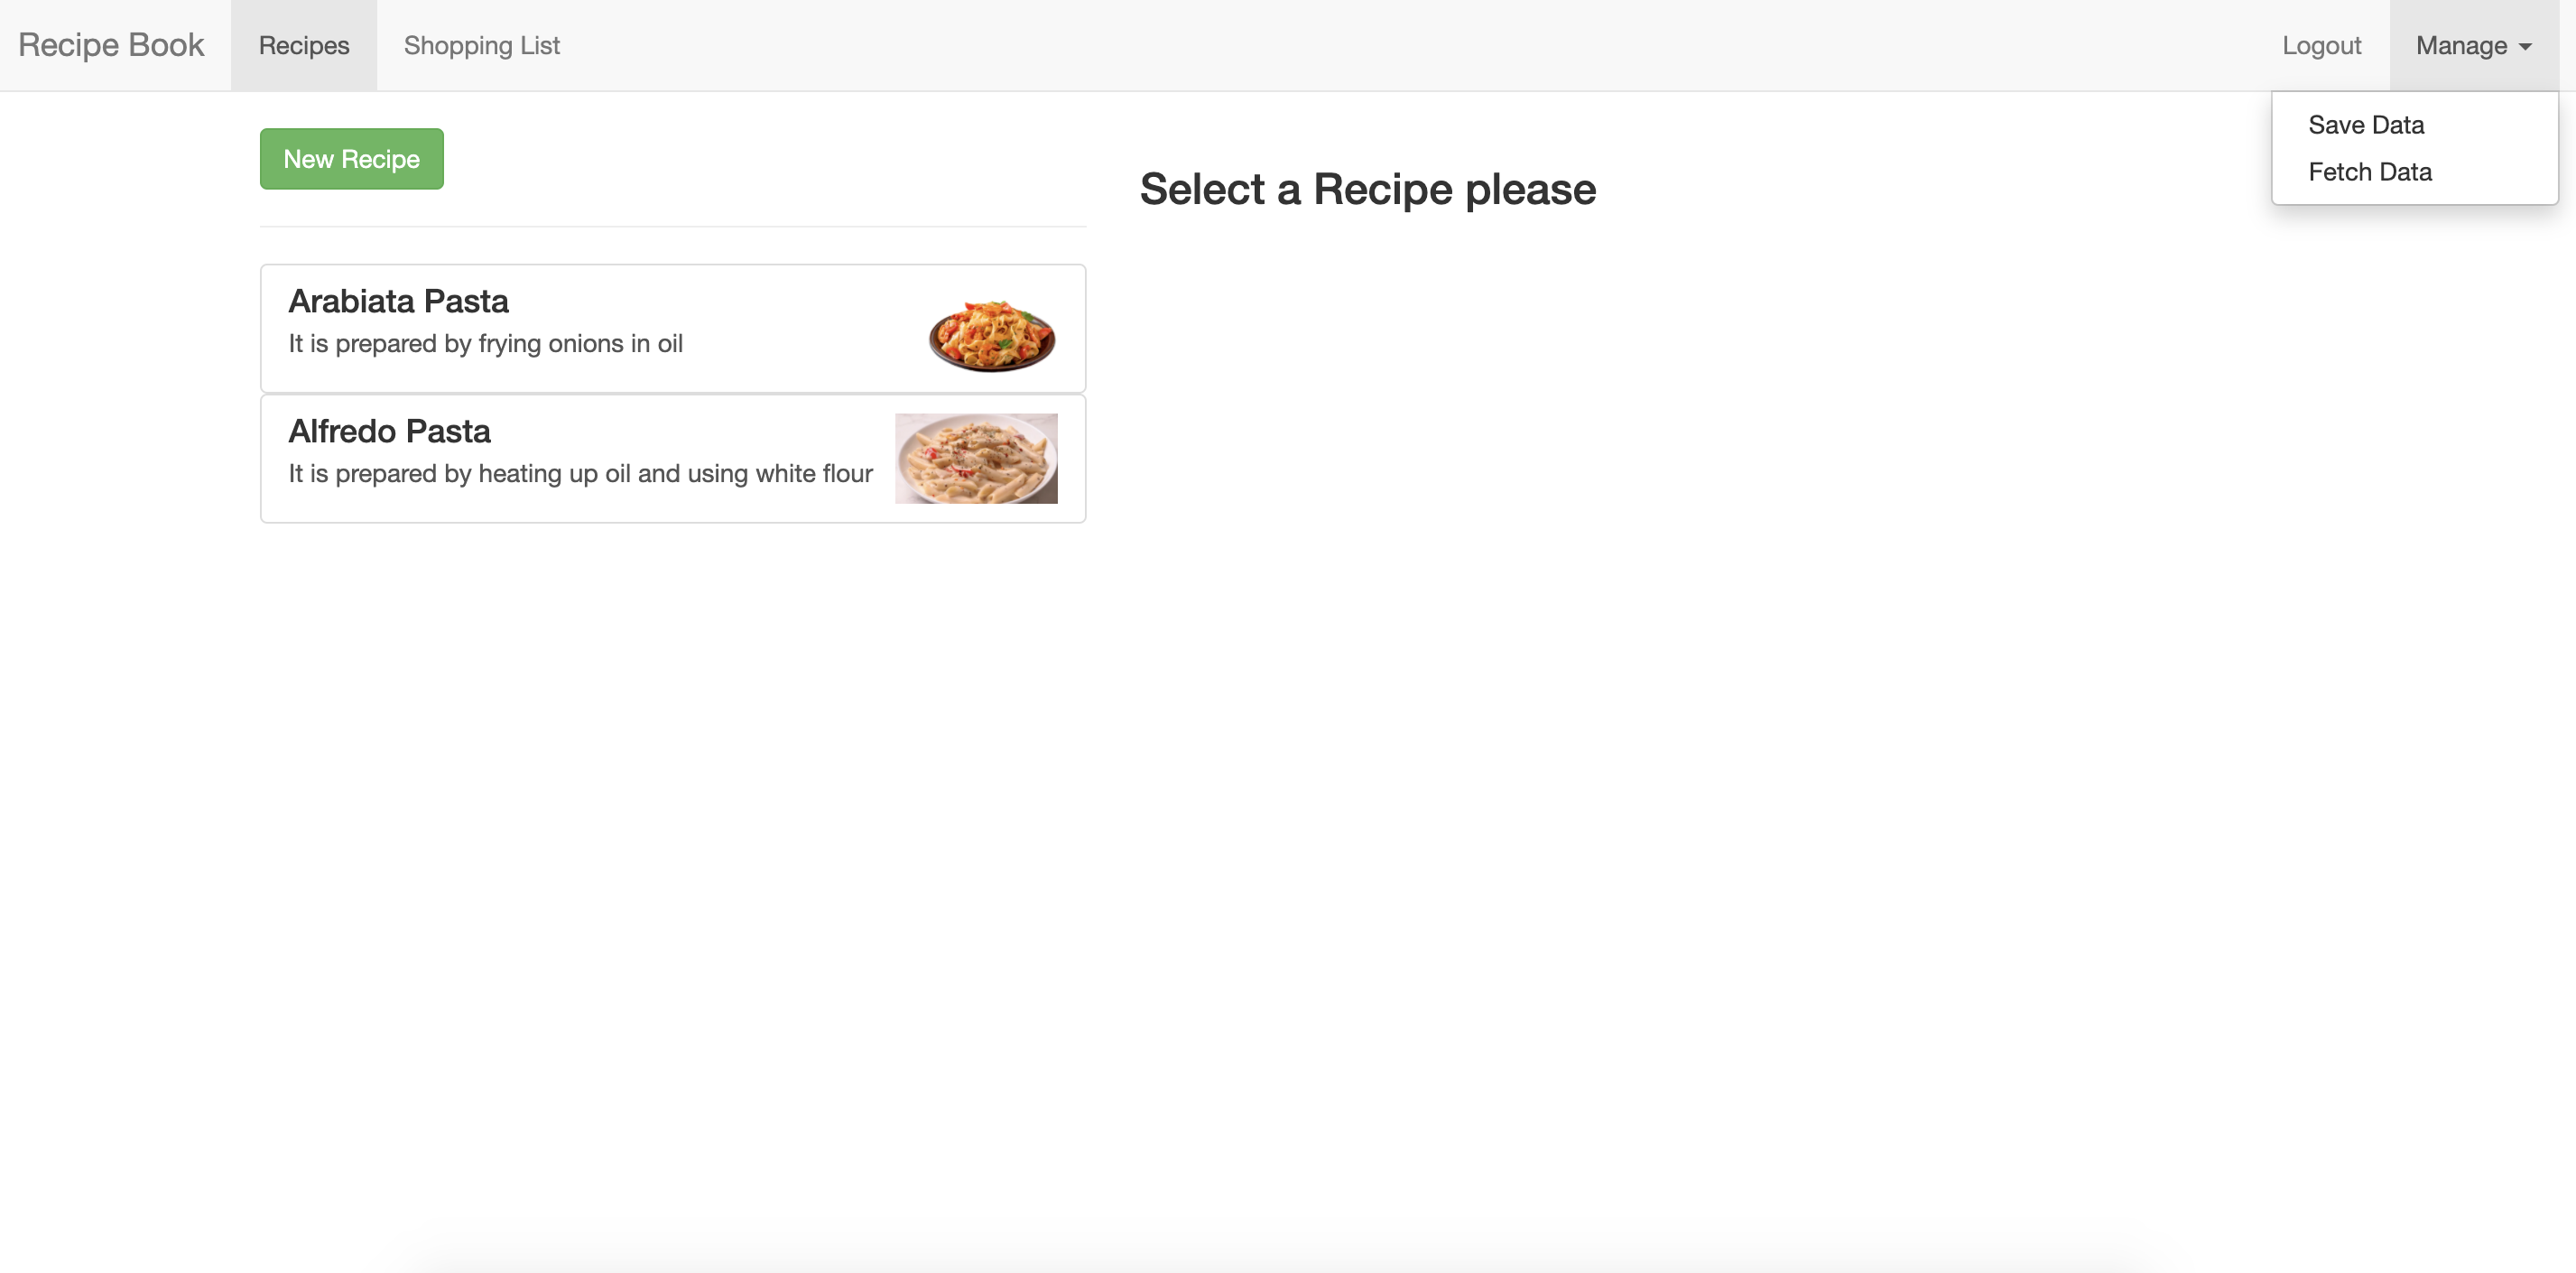 Recipe Book
Recipes
Shopping List
Logout
Manage
Save Data
Fetch Data
New Recipe
Select a Recipe please
Arabiata Pasta
It is prepared by frying onions in oil
Alfredo Pasta
It is prepared by heating up oil and using white flour